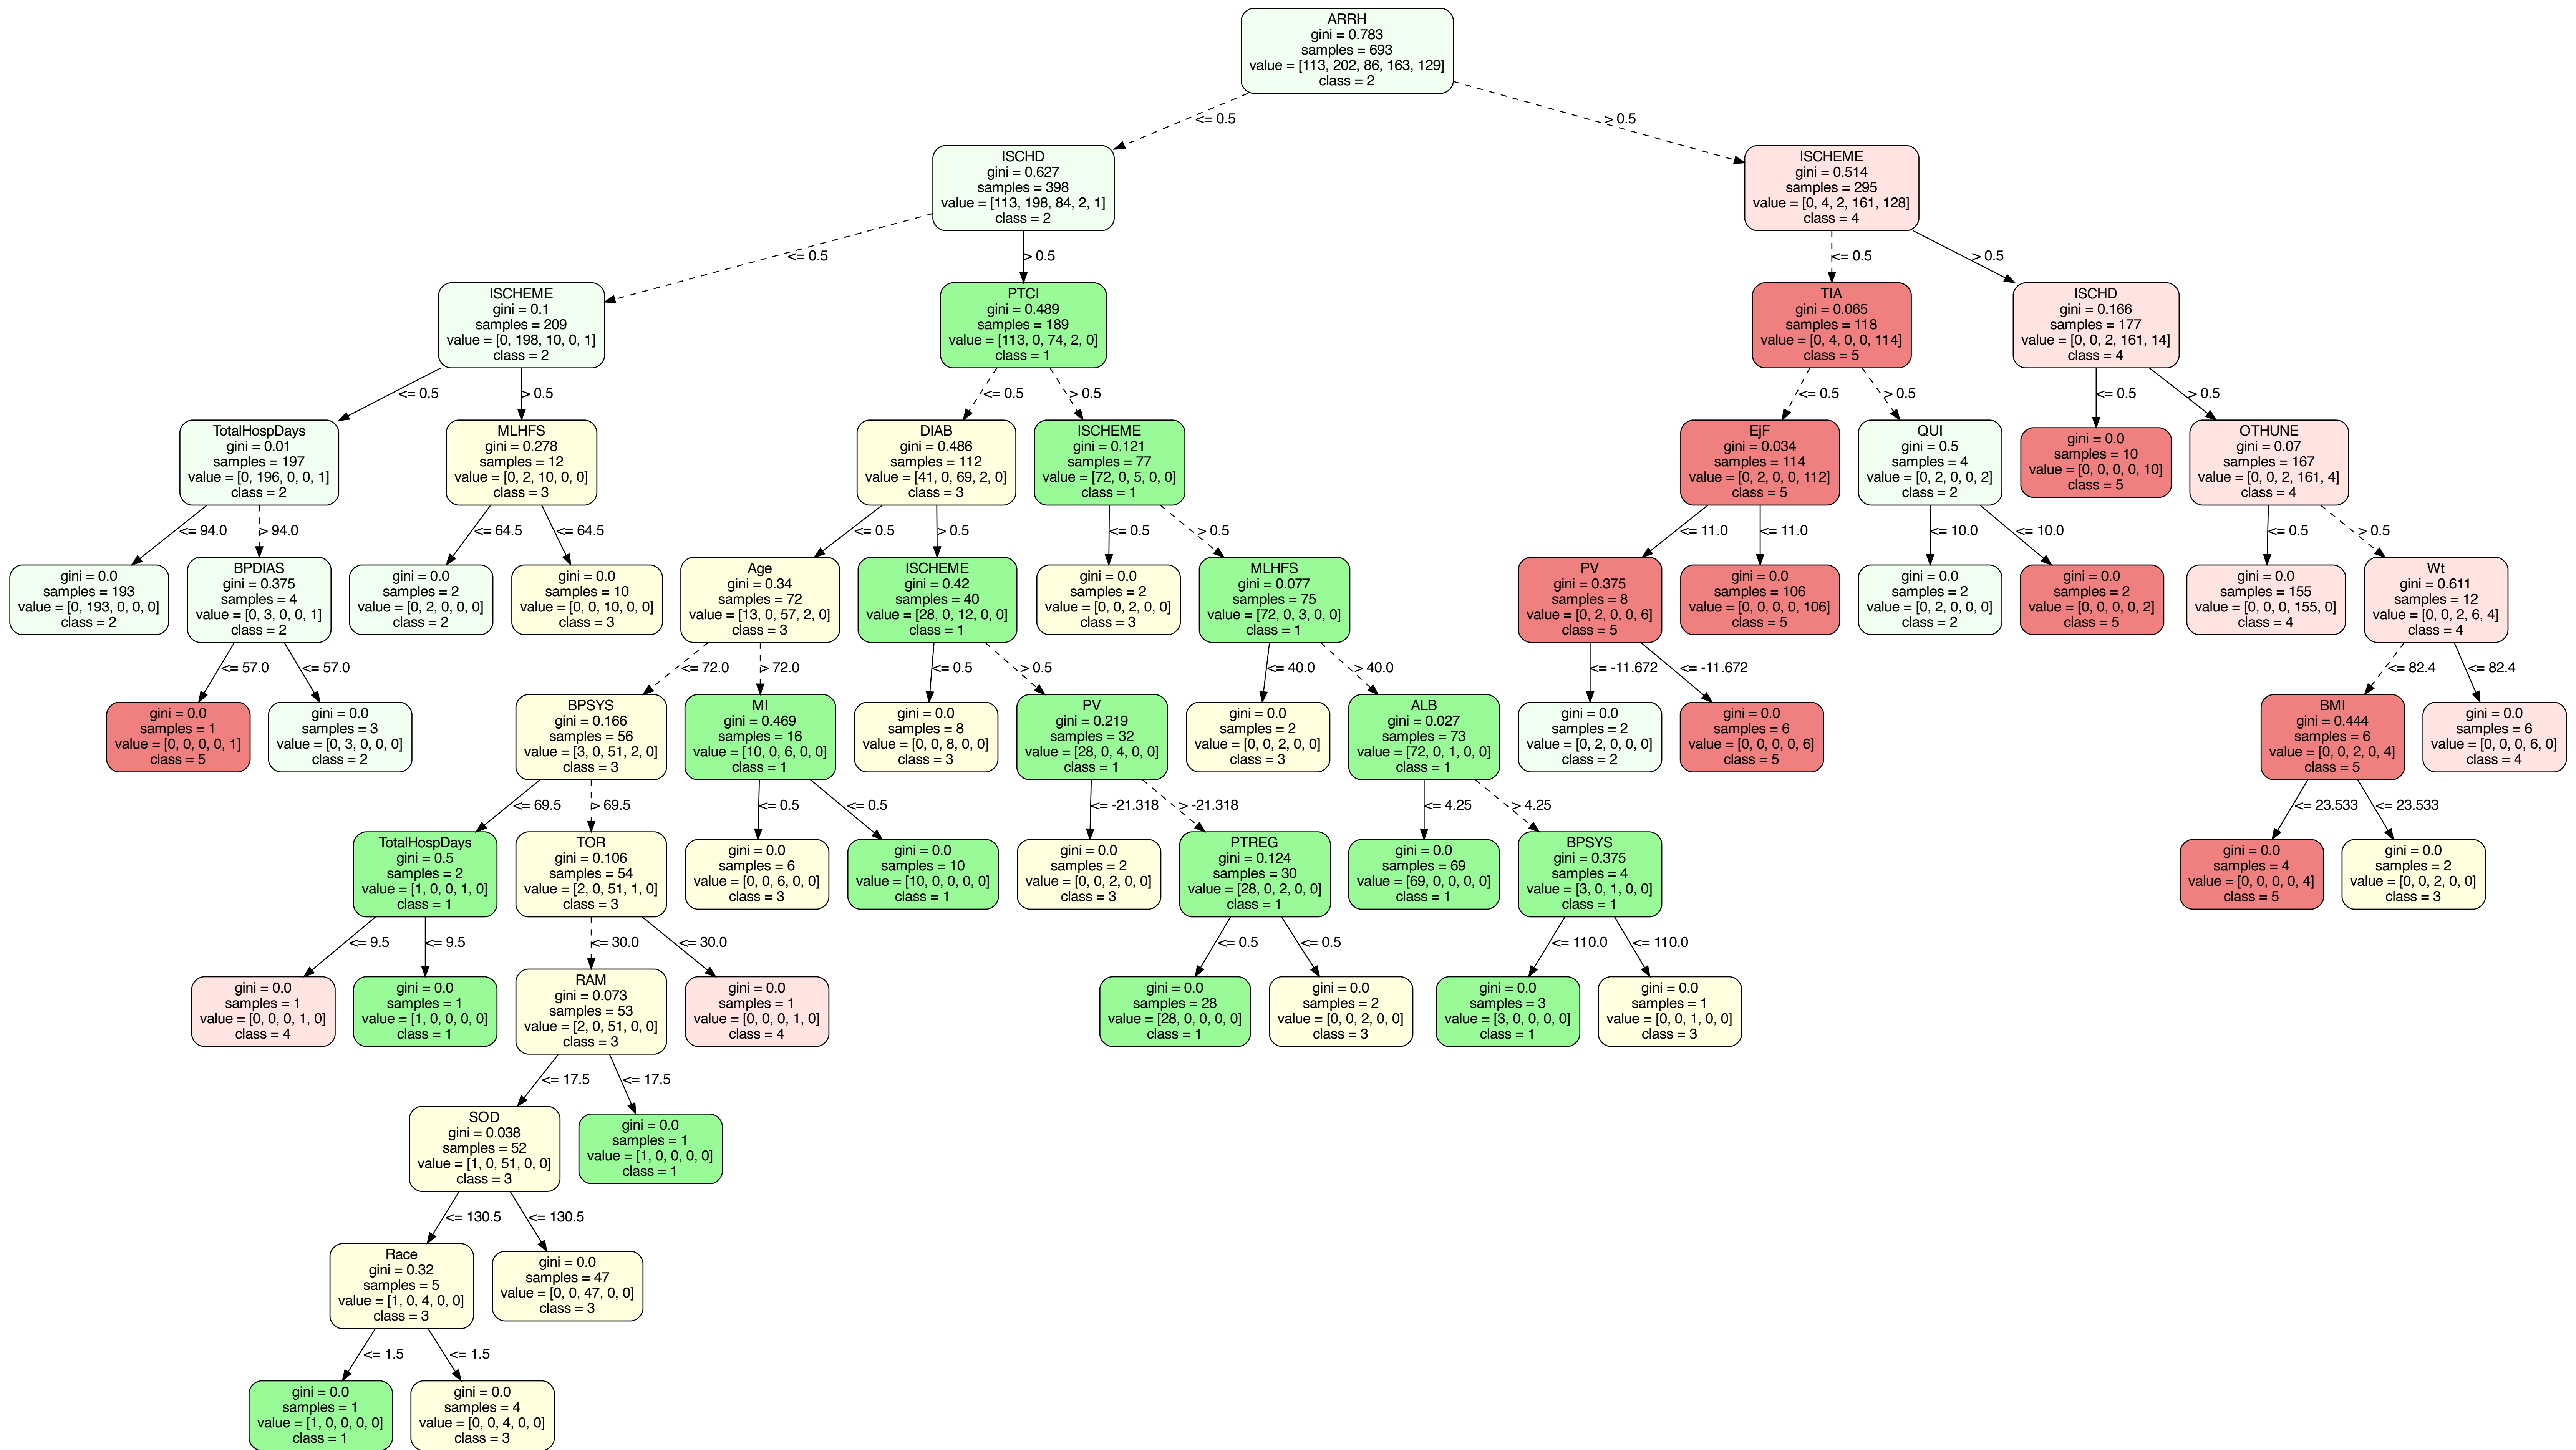 ARRH
gini = 0.783
samples = 693
value = [113, 202, 86, 163, 129]
class = 2
<= 0.5
> 0.5
ISCHD
gini = 0.627
samples = 398
value = [113, 198, 84, 2, 1]
class = 2
ISCHEME
gini = 0.514
samples = 295
value = [0, 4, 2, 161, 128]
class = 4
<= 0.5
> 0.5
<= 0.5
> 0.5
ISCHEME
gini = 0.1
samples = 209
value = [0, 198, 10, 0, 1]
class = 2
PTCI
gini = 0.489
samples = 189
value = [113, 0, 74, 2, 0]
class = 1
TIA
gini = 0.065
samples = 118
value = [0, 4, 0, 0, 114]
class = 5
ISCHD
gini = 0.166
samples = 177
value = [0, 0, 2, 161, 14]
class = 4
<= 0.5
> 0.5
<= 0.5
> 0.5
<= 0.5
> 0.5
<= 0.5
> 0.5
TotalHospDays
gini = 0.01
samples = 197
value = [0, 196, 0, 0, 1]
class = 2
MLHFS
gini = 0.278
samples = 12
value = [0, 2, 10, 0, 0]
class = 3
DIAB
gini = 0.486
samples = 112
value = [41, 0, 69, 2, 0]
class = 3
ISCHEME
gini = 0.121
samples = 77
value = [72, 0, 5, 0, 0]
class = 1
EjF
gini = 0.034
samples = 114
value = [0, 2, 0, 0, 112]
class = 5
QUI
gini = 0.5
samples = 4
value = [0, 2, 0, 0, 2]
class = 2
gini = 0.0
samples = 10
value = [0, 0, 0, 0, 10]
class = 5
OTHUNE
gini = 0.07
samples = 167
value = [0, 0, 2, 161, 4]
class = 4
<= 94.0
> 94.0
<= 64.5
<= 64.5
<= 0.5
> 0.5
<= 0.5
> 0.5
<= 11.0
<= 11.0
<= 10.0
<= 10.0
<= 0.5
> 0.5
gini = 0.0
samples = 193
value = [0, 193, 0, 0, 0]
class = 2
BPDIAS
gini = 0.375
samples = 4
value = [0, 3, 0, 0, 1]
class = 2
gini = 0.0
samples = 2
value = [0, 2, 0, 0, 0]
class = 2
gini = 0.0
samples = 10
value = [0, 0, 10, 0, 0]
class = 3
Age
gini = 0.34
samples = 72
value = [13, 0, 57, 2, 0]
class = 3
ISCHEME
gini = 0.42
samples = 40
value = [28, 0, 12, 0, 0]
class = 1
gini = 0.0
samples = 2
value = [0, 0, 2, 0, 0]
class = 3
MLHFS
gini = 0.077
samples = 75
value = [72, 0, 3, 0, 0]
class = 1
PV
gini = 0.375
samples = 8
value = [0, 2, 0, 0, 6]
class = 5
gini = 0.0
samples = 106
value = [0, 0, 0, 0, 106]
class = 5
gini = 0.0
samples = 2
value = [0, 2, 0, 0, 0]
class = 2
gini = 0.0
samples = 2
value = [0, 0, 0, 0, 2]
class = 5
gini = 0.0
samples = 155
value = [0, 0, 0, 155, 0]
class = 4
Wt
gini = 0.611
samples = 12
value = [0, 0, 2, 6, 4]
class = 4
<= 57.0
<= 57.0
<= 72.0
> 72.0
<= 0.5
> 0.5
<= 40.0
> 40.0
<= -11.672
<= -11.672
<= 82.4
<= 82.4
gini = 0.0
samples = 1
value = [0, 0, 0, 0, 1]
class = 5
gini = 0.0
samples = 3
value = [0, 3, 0, 0, 0]
class = 2
BPSYS
gini = 0.166
samples = 56
value = [3, 0, 51, 2, 0]
class = 3
MI
gini = 0.469
samples = 16
value = [10, 0, 6, 0, 0]
class = 1
gini = 0.0
samples = 8
value = [0, 0, 8, 0, 0]
class = 3
PV
gini = 0.219
samples = 32
value = [28, 0, 4, 0, 0]
class = 1
gini = 0.0
samples = 2
value = [0, 0, 2, 0, 0]
class = 3
ALB
gini = 0.027
samples = 73
value = [72, 0, 1, 0, 0]
class = 1
gini = 0.0
samples = 2
value = [0, 2, 0, 0, 0]
class = 2
gini = 0.0
samples = 6
value = [0, 0, 0, 0, 6]
class = 5
BMI
gini = 0.444
samples = 6
value = [0, 0, 2, 0, 4]
class = 5
gini = 0.0
samples = 6
value = [0, 0, 0, 6, 0]
class = 4
<= 69.5
> 69.5
<= 0.5
<= 0.5
<= -21.318
> -21.318
<= 4.25
> 4.25
<= 23.533
<= 23.533
TotalHospDays
gini = 0.5
samples = 2
value = [1, 0, 0, 1, 0]
class = 1
TOR
gini = 0.106
samples = 54
value = [2, 0, 51, 1, 0]
class = 3
gini = 0.0
samples = 6
value = [0, 0, 6, 0, 0]
class = 3
gini = 0.0
samples = 10
value = [10, 0, 0, 0, 0]
class = 1
gini = 0.0
samples = 2
value = [0, 0, 2, 0, 0]
class = 3
PTREG
gini = 0.124
samples = 30
value = [28, 0, 2, 0, 0]
class = 1
gini = 0.0
samples = 69
value = [69, 0, 0, 0, 0]
class = 1
BPSYS
gini = 0.375
samples = 4
value = [3, 0, 1, 0, 0]
class = 1
gini = 0.0
samples = 4
value = [0, 0, 0, 0, 4]
class = 5
gini = 0.0
samples = 2
value = [0, 0, 2, 0, 0]
class = 3
<= 9.5
<= 9.5
<= 30.0
<= 30.0
<= 0.5
<= 0.5
<= 110.0
<= 110.0
gini = 0.0
samples = 1
value = [0, 0, 0, 1, 0]
class = 4
gini = 0.0
samples = 1
value = [1, 0, 0, 0, 0]
class = 1
RAM
gini = 0.073
samples = 53
value = [2, 0, 51, 0, 0]
class = 3
gini = 0.0
samples = 1
value = [0, 0, 0, 1, 0]
class = 4
gini = 0.0
samples = 28
value = [28, 0, 0, 0, 0]
class = 1
gini = 0.0
samples = 2
value = [0, 0, 2, 0, 0]
class = 3
gini = 0.0
samples = 3
value = [3, 0, 0, 0, 0]
class = 1
gini = 0.0
samples = 1
value = [0, 0, 1, 0, 0]
class = 3
<= 17.5
<= 17.5
SOD
gini = 0.038
samples = 52
value = [1, 0, 51, 0, 0]
class = 3
gini = 0.0
samples = 1
value = [1, 0, 0, 0, 0]
class = 1
<= 130.5
<= 130.5
Race
gini = 0.32
samples = 5
value = [1, 0, 4, 0, 0]
class = 3
gini = 0.0
samples = 47
value = [0, 0, 47, 0, 0]
class = 3
<= 1.5
<= 1.5
gini = 0.0
samples = 1
value = [1, 0, 0, 0, 0]
class = 1
gini = 0.0
samples = 4
value = [0, 0, 4, 0, 0]
class = 3